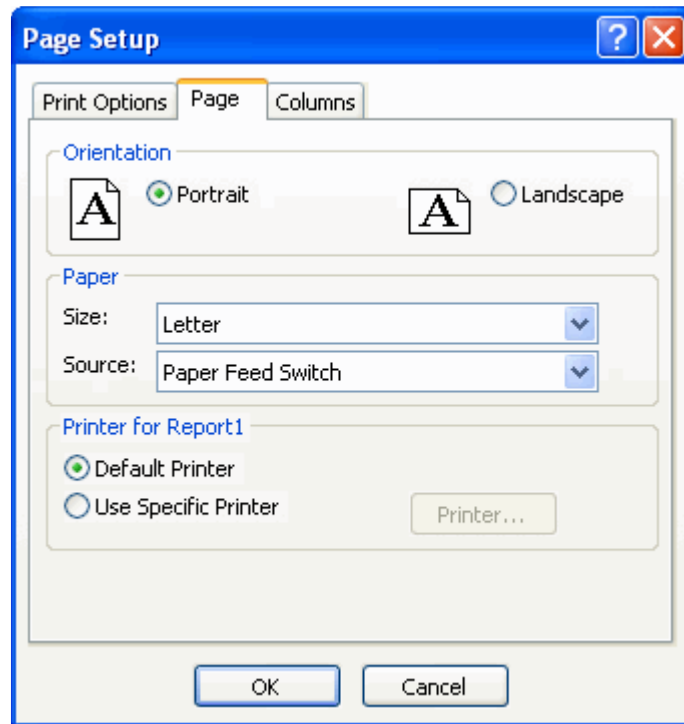 Page Setup
?
Print Options Page Columns
Orientation
A Portrait A Landscape
Paper
Size: Letter
Source: Paper Feed Switch
Printer for Report1
Default Printer
Use Specific Printer Printer...
OK Cancel